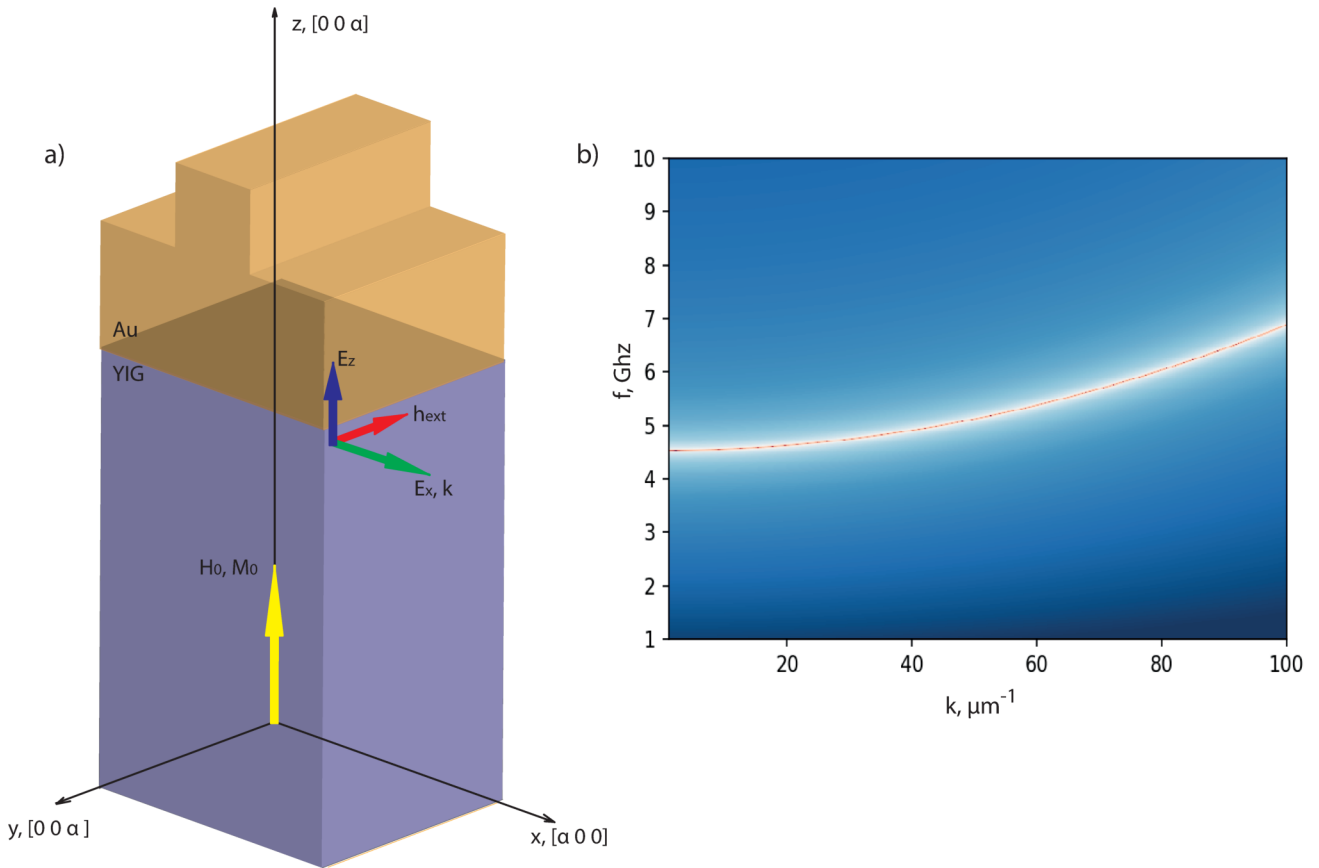 z, [0 0 α]
a)
Au
YIG
Ez
hext
Ex, k
H0, M0
y, [0 0 α ]
x, [α 0 0]
b)
10
9
8
7
6
5
4
3
2
1
f, Ghz
20
40
60
80
100
k, μm⁻¹